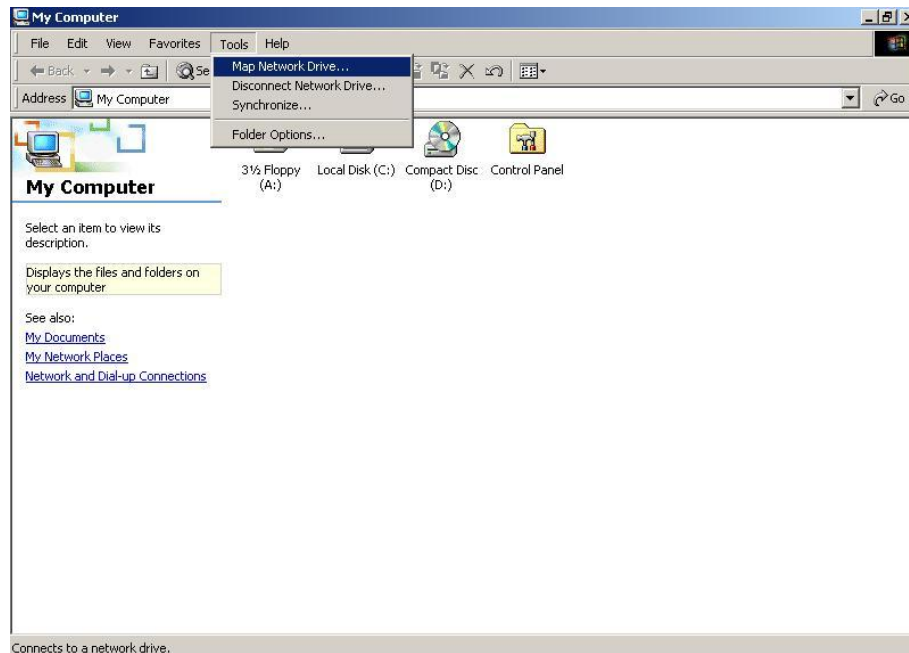 My Computer
File Edit View Favorites Tools Help
Back Se
Map Network Drive...
Disconnect Network Drive...
Synchronize...
Folder Options...
Address My Computer Go
My Computer
Select an item to view its
description.
Displays the files and folders on
your computer
See also:
My Documents
My Network Places
Network and Dial-up Connections
3½ Floppy
(A:)
Local Disk (C:)
Compact Disc
(D:)
Control Panel
Connects to a network drive.